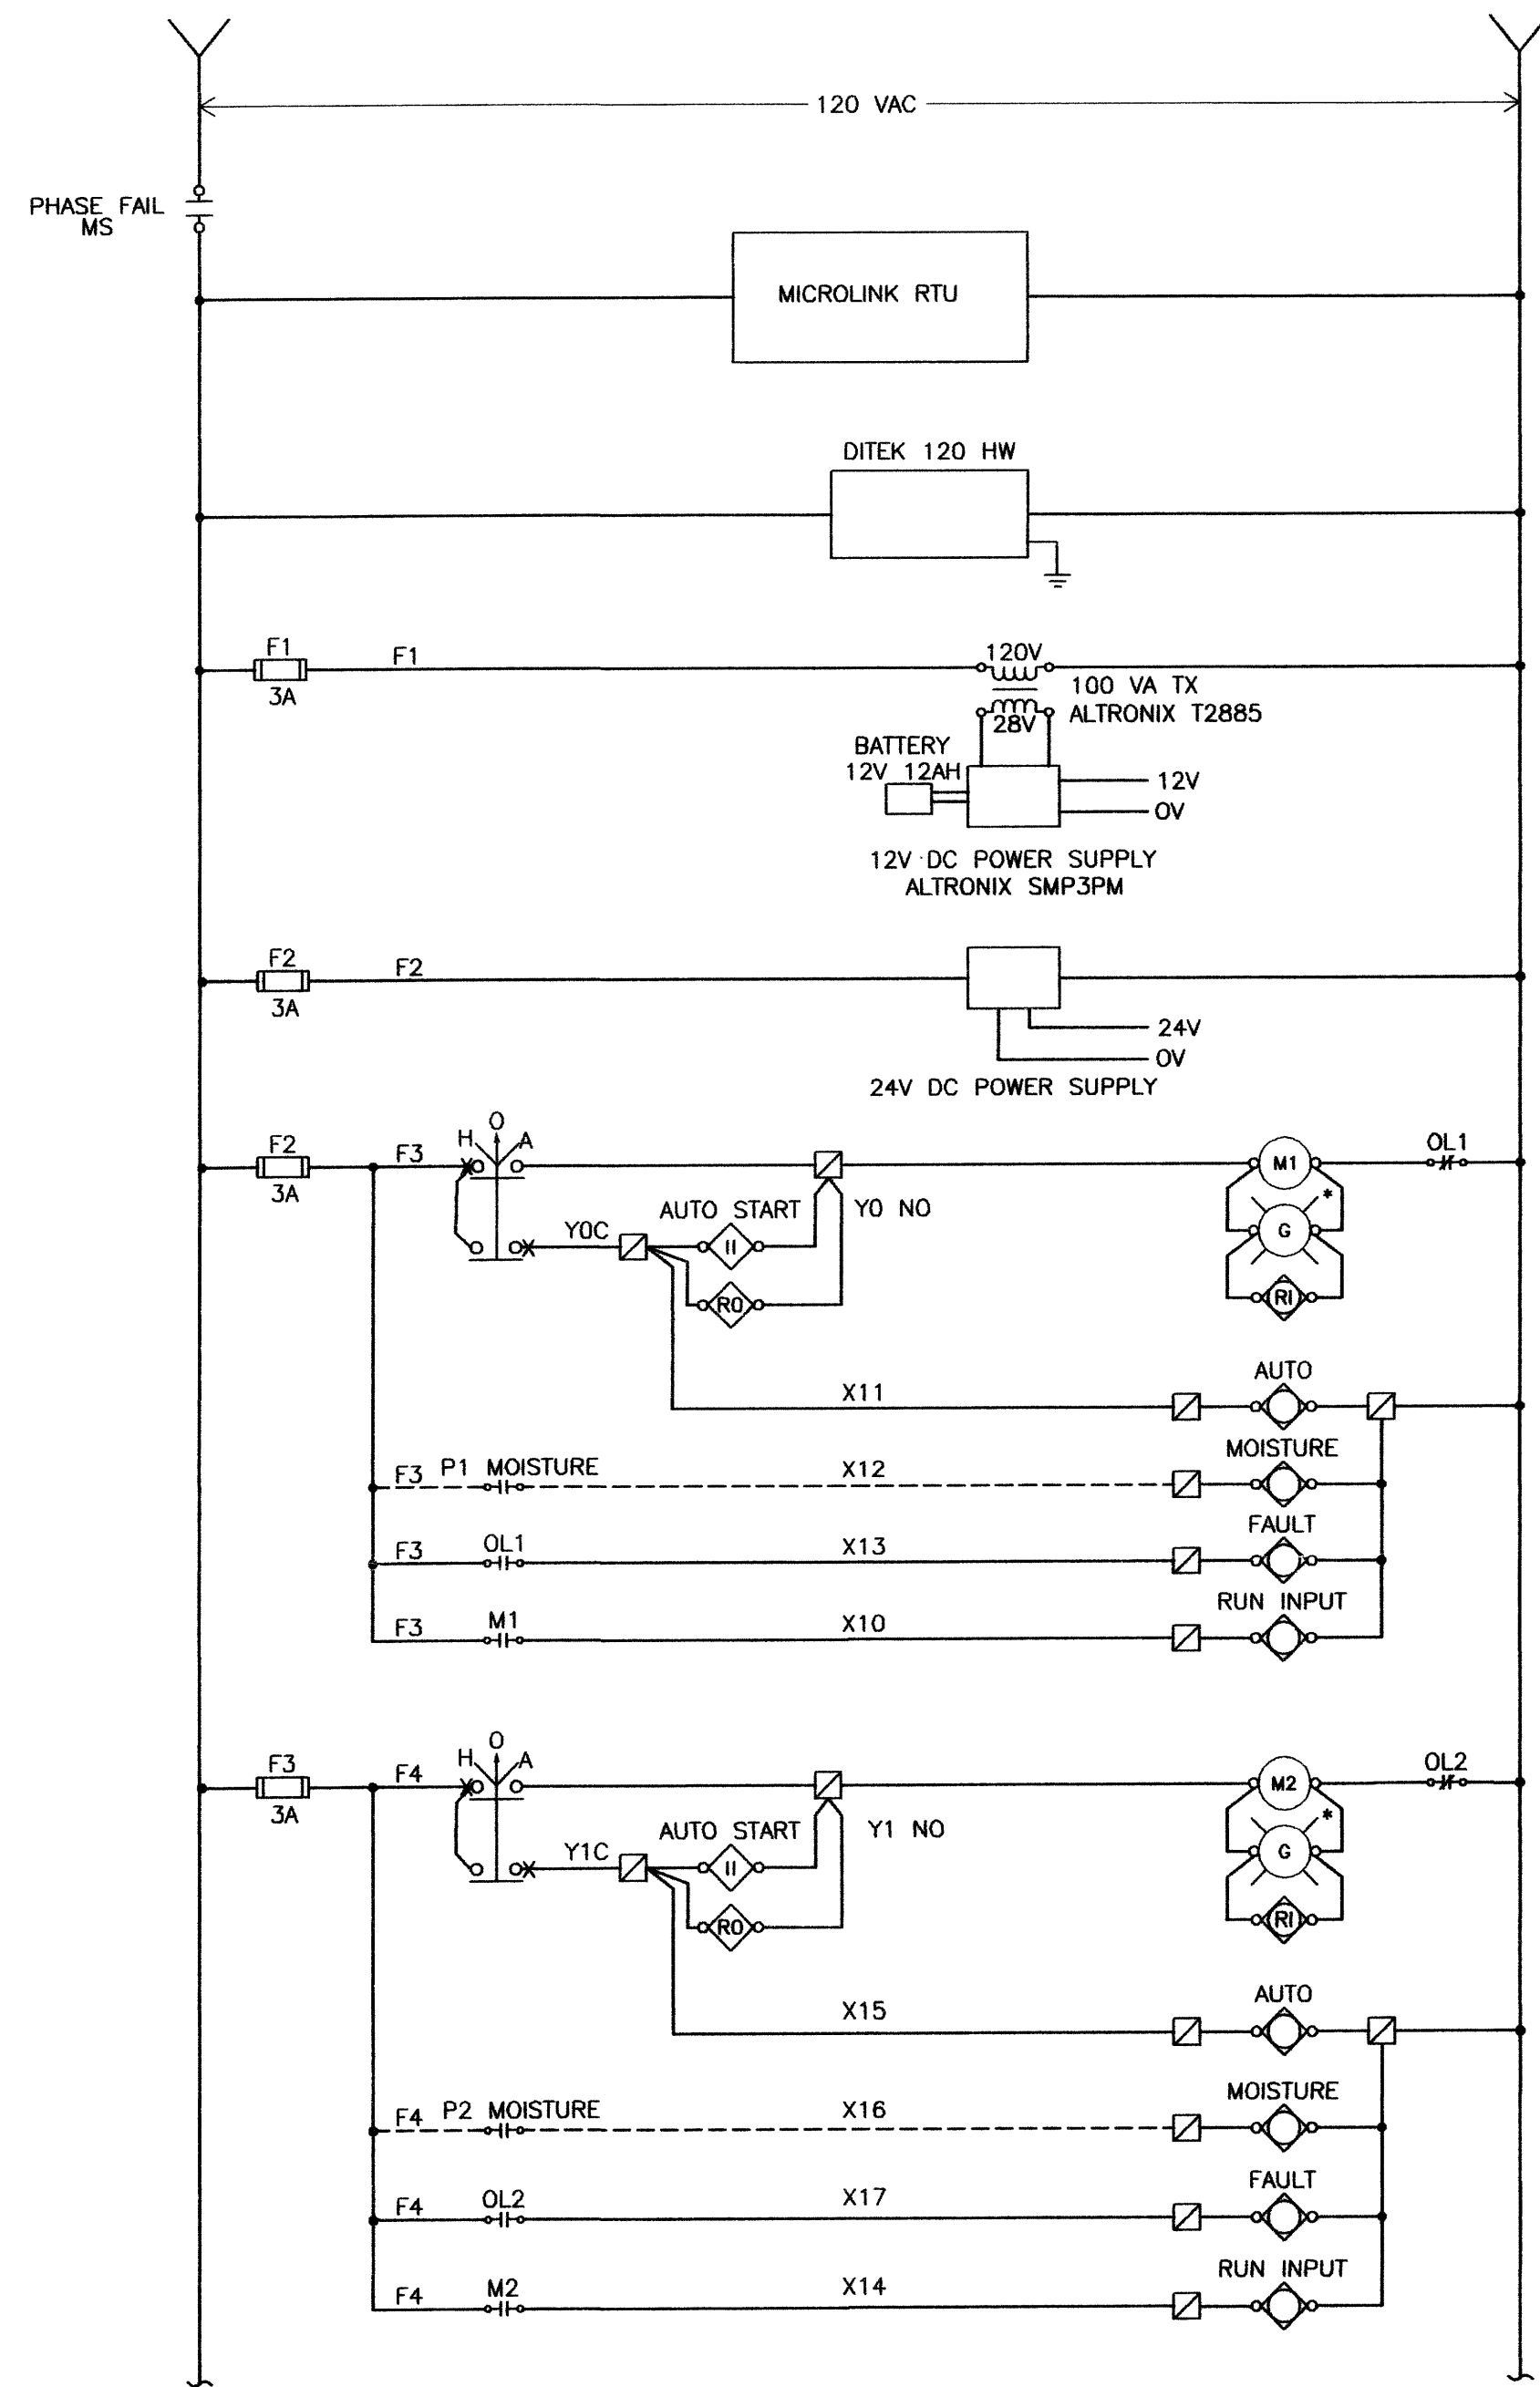 120 VAC
PHASE FAIL
MS
MICROLINK RTU
DITEK 120 HW
F1
F1
3A
120V
100 VA TX
ALTRONIX T2885
28V
BATTERY
12V 12AH
12V
0V
12V DC POWER SUPPLY
ALTRONIX SMP3PM
F2
F2
3A
24V
0V
24V DC POWER SUPPLY
F2
3A
F3
H O A
M1
OL1
Y0C
AUTO START
II
Y0 NO
*
G
R0
RI
X11
AUTO
F3 P1 MOISTURE
X12
MOISTURE
F3
OL1
X13
FAULT
F3
M1
X10
RUN INPUT
F3
3A
F4
H O A
M2
OL2
Y1C
AUTO START
II
Y1 NO
*
G
R0
RI
X15
AUTO
F4 P2 MOISTURE
X16
MOISTURE
F4
OL2
X17
FAULT
F4
M2
X14
RUN INPUT